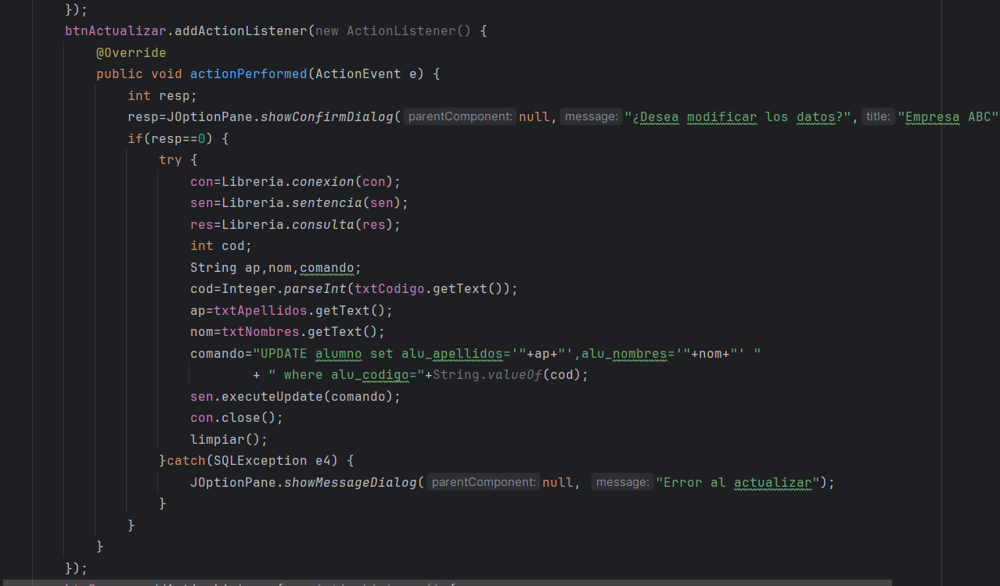 });
btnActualizar.addActionListener(new ActionListener() {
@Override
public void actionPerformed(ActionEvent e) {
int resp;
resp=JOptionPane.showConfirmDialog( parentComponent: null, message: "¿Desea modificar los datos?", title: "Empresa ABC"
if(resp==0) {
try {
con=Libreria.conexion(con);
sen=Libreria.sentencia(sen);
res=Libreria.consulta(res);
int cod;
String ap,nom,comando;
cod=Integer.parseInt(txtCodigo.getText());
ap=txtApellidos.getText();
nom=txtNombres.getText();
comando="UPDATE alumno set alu_apellidos='"+ap+"',alu_nombres='"+nom+"' "
+ " where alu_codigo="+String.valueOf(cod);
sen.executeUpdate(comando);
con.close();
limpiar();
}catch(SQLException e4) {
JOptionPane.showMessageDialog( parentComponent: null, message: "Error al actualizar");
}
}
}
});